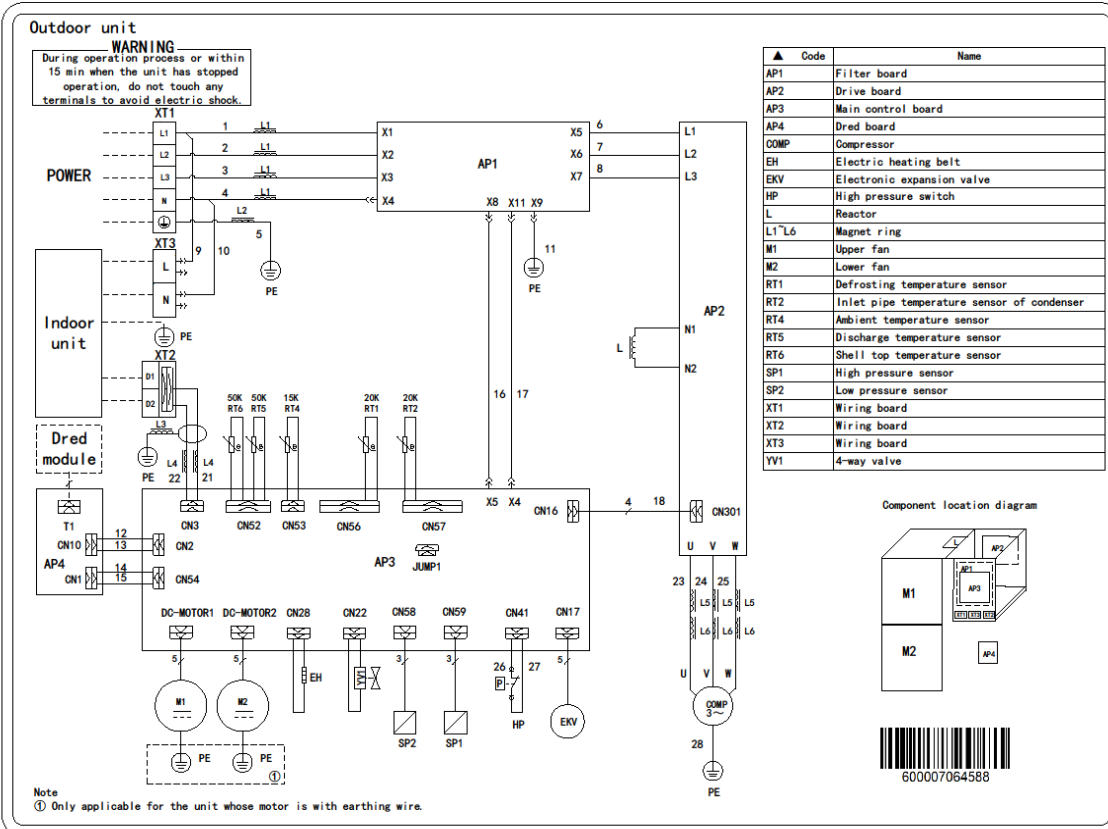 Outdoor unit
WARNING
During operation process or within
15 min when the unit has stopped
operation, do not touch any
terminals to avoid electric shock.
▲ Code Name
AP1 Filter board
AP2 Drive board
AP3 Main control board
AP4 Dred board
COMP Compressor
EH Electric heating belt
EKV Electronic expansion valve
HP High pressure switch
L Reactor
L1~L6 Magnet ring
M1 Upper fan
M2 Lower fan
RT1 Defrosting temperature sensor
RT2 Inlet pipe temperature sensor of condenser
RT4 Ambient temperature sensor
RT5 Discharge temperature sensor
RT6 Shell top temperature sensor
SP1 High pressure sensor
SP2 Low pressure sensor
XT1 Wiring board
XT2 Wiring board
XT3 Wiring board
YV1 4-way valve
XT1
L1 1 L1 X1 X5 6 L1
L2 2 L1 X2 AP1 X6 7 L2
POWER L3 3 L1 X3 X7 8 L3
N 4 L1 X4 X8 X11 X9
L2
5
XT3 9 10 11
L PE PE
N
Indoor
unit
PE
XT2
D1
D2
AP2
L N1
N2
16 17
50K 50K 15K 20K 20K
RT6 RT5 RT4 RT1 RT2
L3
Dred
module
PE L4 L4
22 21
T1 CN3 CN52 CN53 CN56 CN57 X5 X4 CN16 4 18 CN301
CN10 12 CN2
13
AP4 AP3 JUMP1
CN1 14 CN54
15
U V W
23 24 25
L5 L5 L5
L6 L6 L6
U V W
DC-MOTOR1 DC-MOTOR2 CN28 CN22 CN58 CN59 CN41 CN17
5 5 3 3 26 27 5
EH YV1 P
M1 M2 SP2 SP1 HP EKV
COMP
3~
28
PE
PE PE
①
Component location diagram
L AP2
AP1
M1 AP3
XT1 XT3 XT2
M2 AP4
600007064588
Note
① Only applicable for the unit whose motor is with earthing wire.